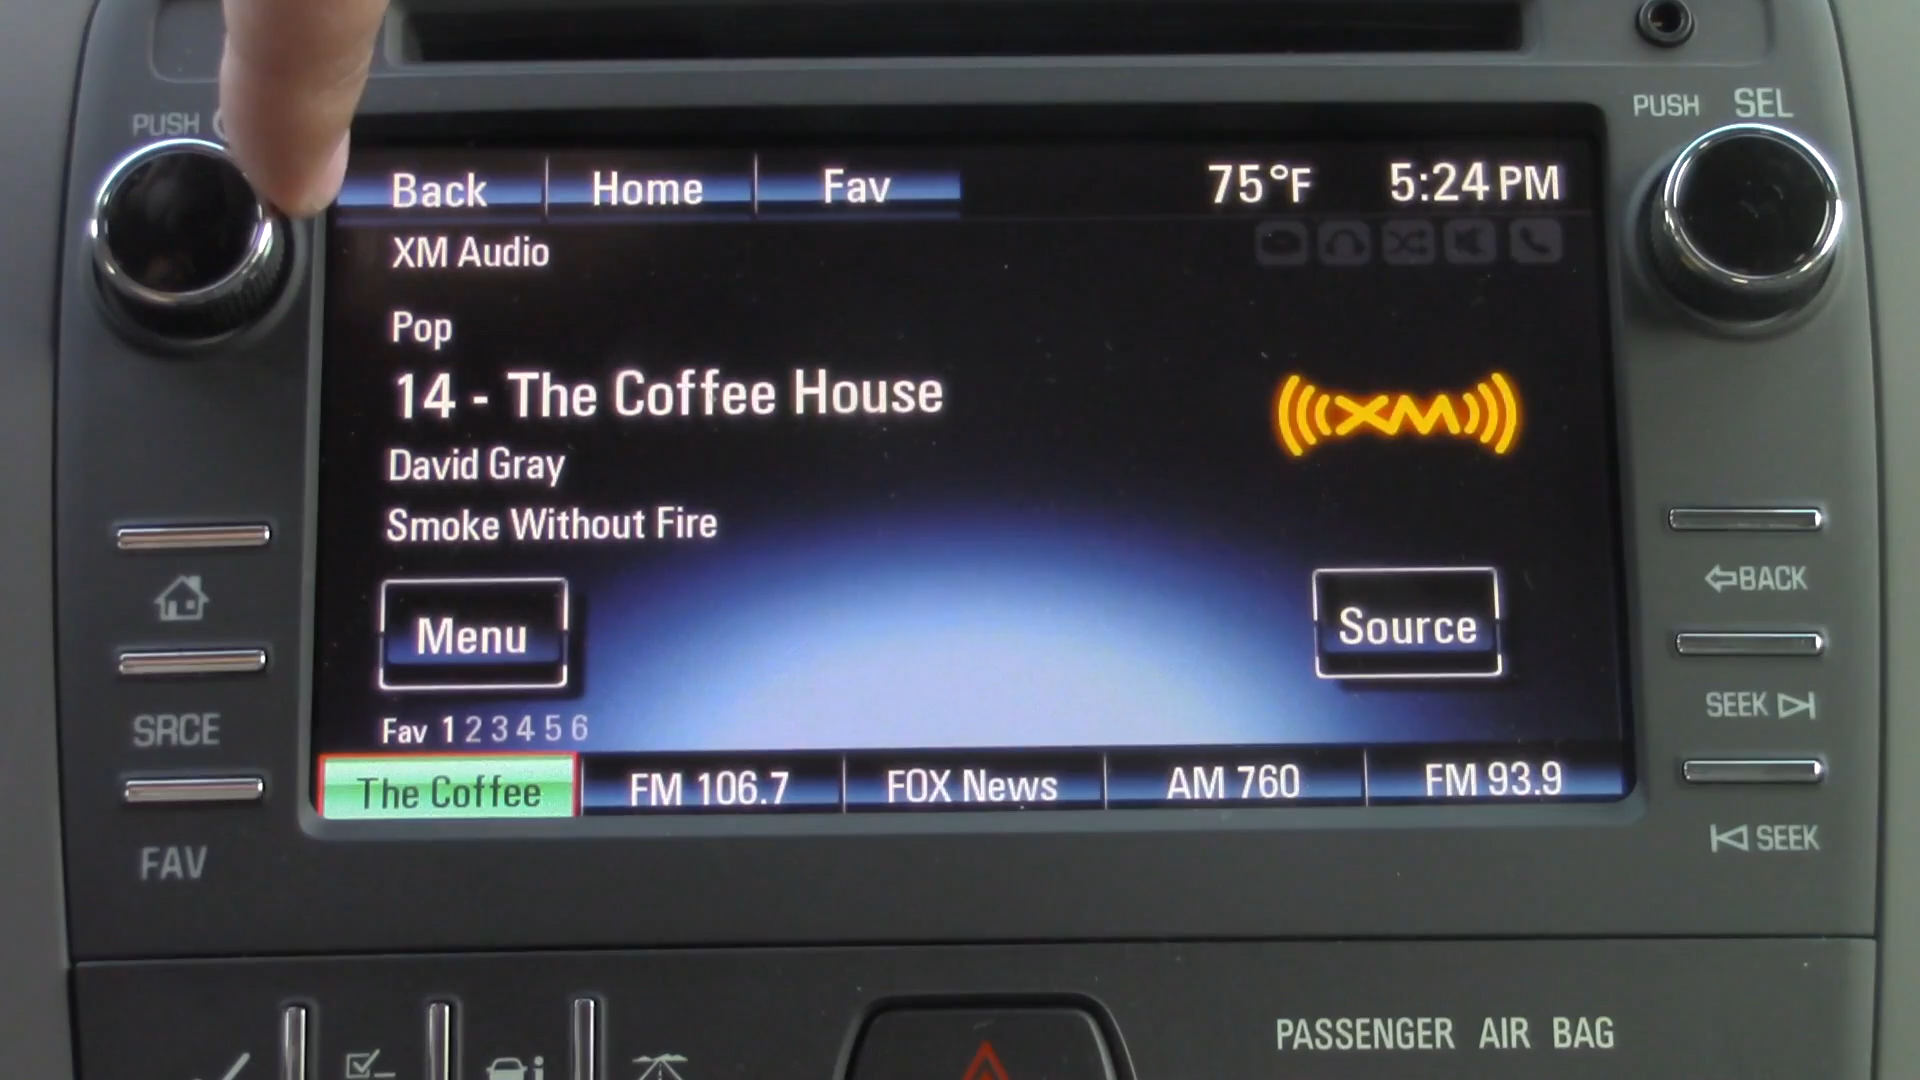 PUSH
PUSH SEL
Back Home Fav 75°F 5:24 PM
XM Audio
Pop
14 - The Coffee House
XM
David Gray
Smoke Without Fire
Menu
Source
BACK
SEEK
SRCE
Fav 1 2 3 4 5 6
The Coffee FM 106.7 FOX News AM 760 FM 93.9
SEEK
FAV
PASSENGER AIR BAG
i